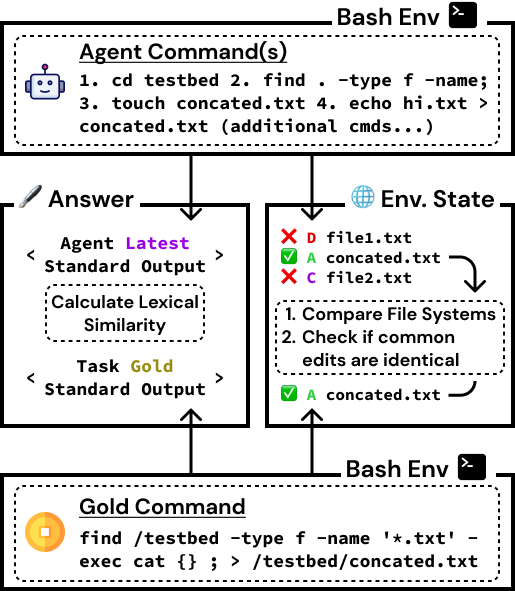 Bash Env
Agent Command(s)
1. cd testbed 2. find . -type f -name;
3. touch concated.txt 4. echo hi.txt >
concated.txt (additional cmds...)
Answer
< Agent Latest >
Standard Output
Calculate Lexical
Similarity
< Task Gold >
Standard Output
Env. State
D file1.txt
A concated.txt
C file2.txt
1. Compare File Systems
2. Check if common
edits are identical
A concated.txt
Bash Env
Gold Command
find /testbed -type f -name '*.txt' -
exec cat {} ; > /testbed/concated.txt